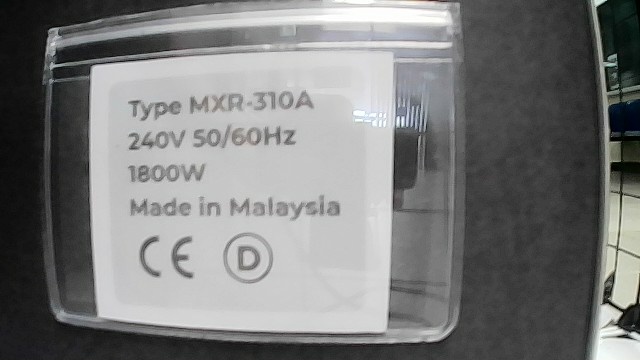 Type MXR-310A
240V 50/60Hz
1800W
Made in Malaysia
CE D